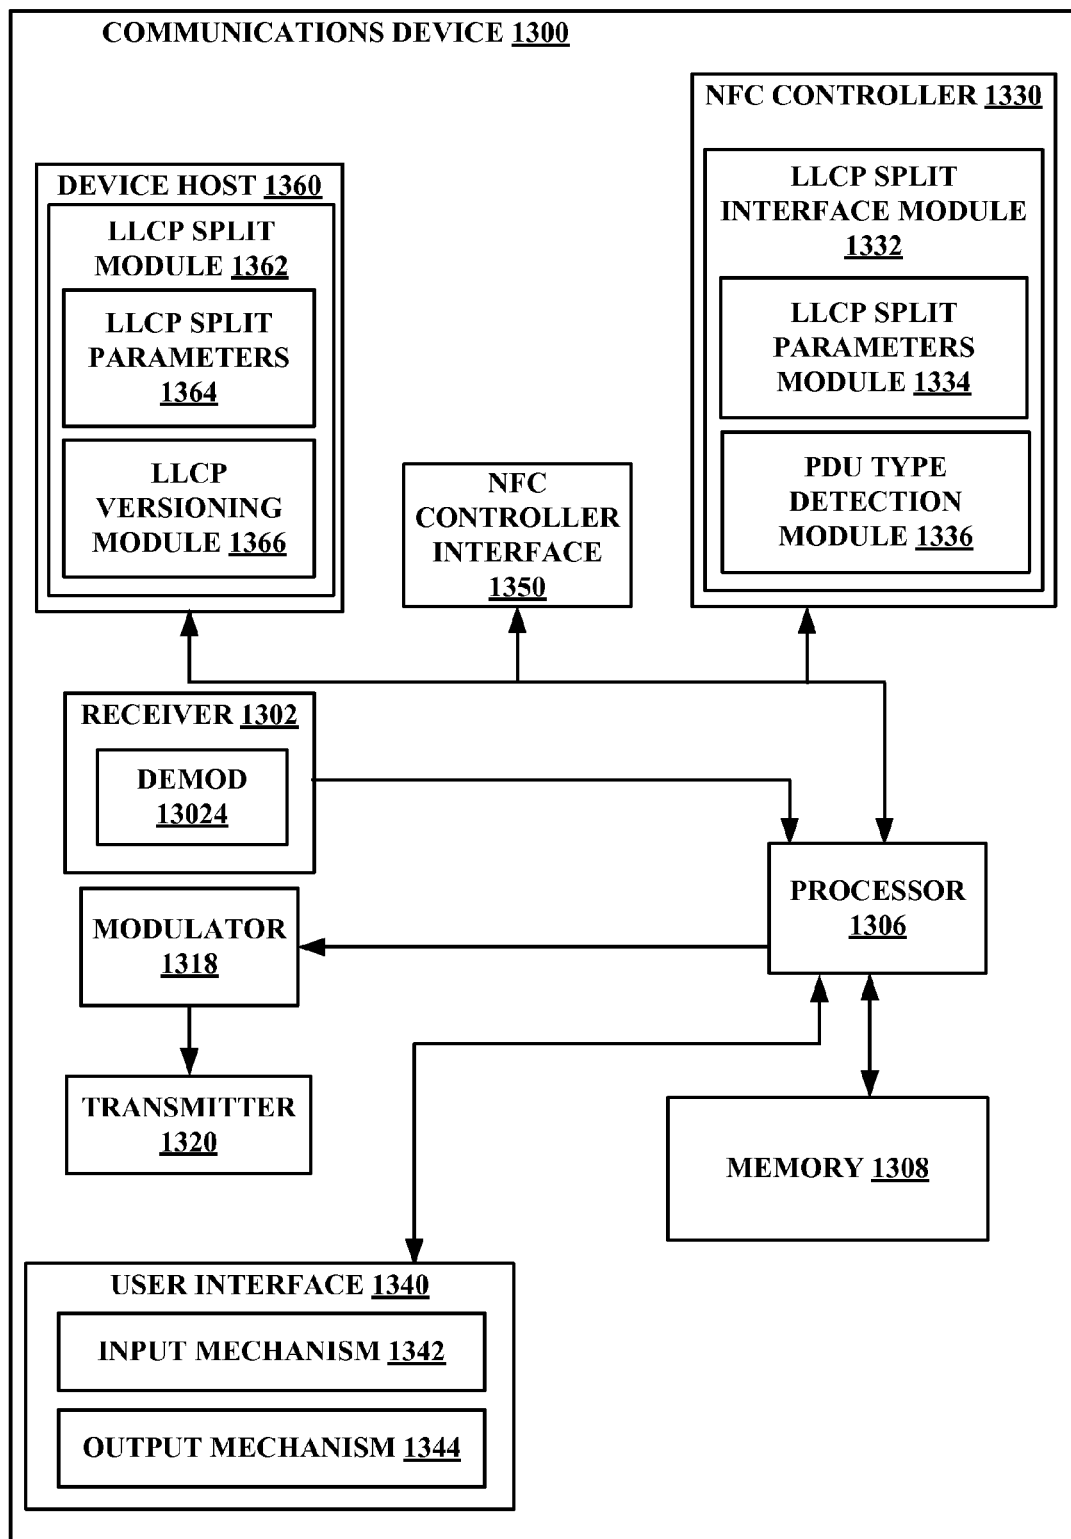 COMMUNICATIONS DEVICE 1300
NFC CONTROLLER 1330
LLCP SPLIT
INTERFACE MODULE
1332
LLCP SPLIT
PARAMETERS
MODULE 1334
PDU TYPE
DETECTION
MODULE 1336
DEVICE HOST 1360
LLCP SPLIT
MODULE 1362
LLCP SPLIT
PARAMETERS
1364
LLCP
VERSIONING
MODULE 1366
NFC
CONTROLLER
INTERFACE
1350
RECEIVER 1302
DEMOD
13024
PROCESSOR
1306
MODULATOR
1318
TRANSMITTER
1320
MEMORY 1308
USER INTERFACE 1340
INPUT MECHANISM 1342
OUTPUT MECHANISM 1344